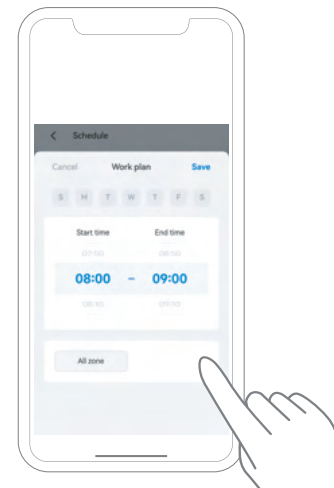 Schedule
Cancel Work plan Save
S M T W T F S
Start time End time
07:50 08:50
08:00 – 09:00
08:10 09:10
All zone